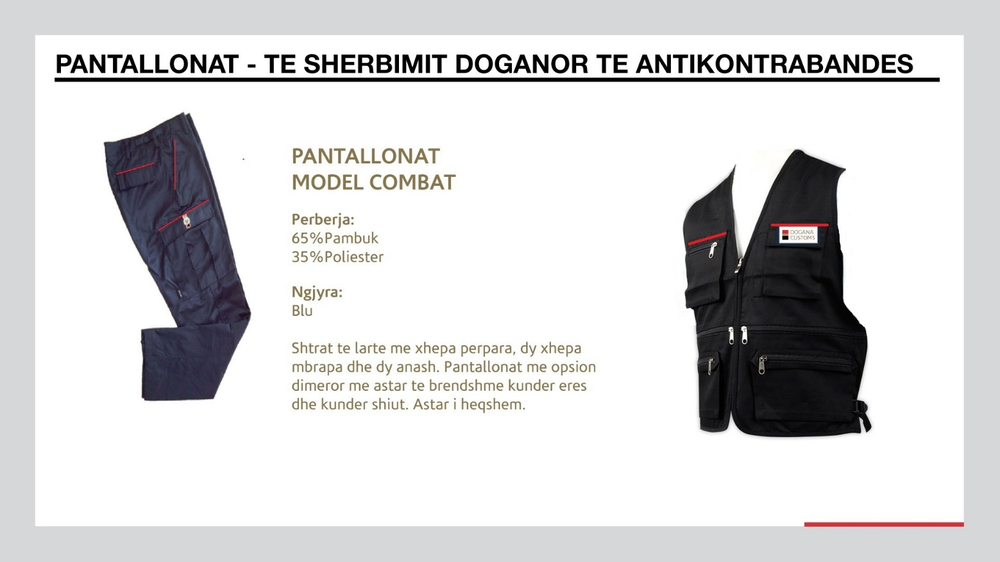 PANTALLONAT - TE SHERBIMIT DOGANOR TE ANTIKONTRABANDES
PANTALLONAT
MODEL COMBAT
Perberja:
65%Pambuk
35%Poliester
Ngjyra:
Blu
Shtrat te larte me xhepa perpara, dy xhepa
mbrapa dhe dy anash. Pantallonat me opsion
dimeror me astar te brendshme kunder eres
dhe kunder shiut. Astar i heqshem.
DOGANA
CUSTOMS